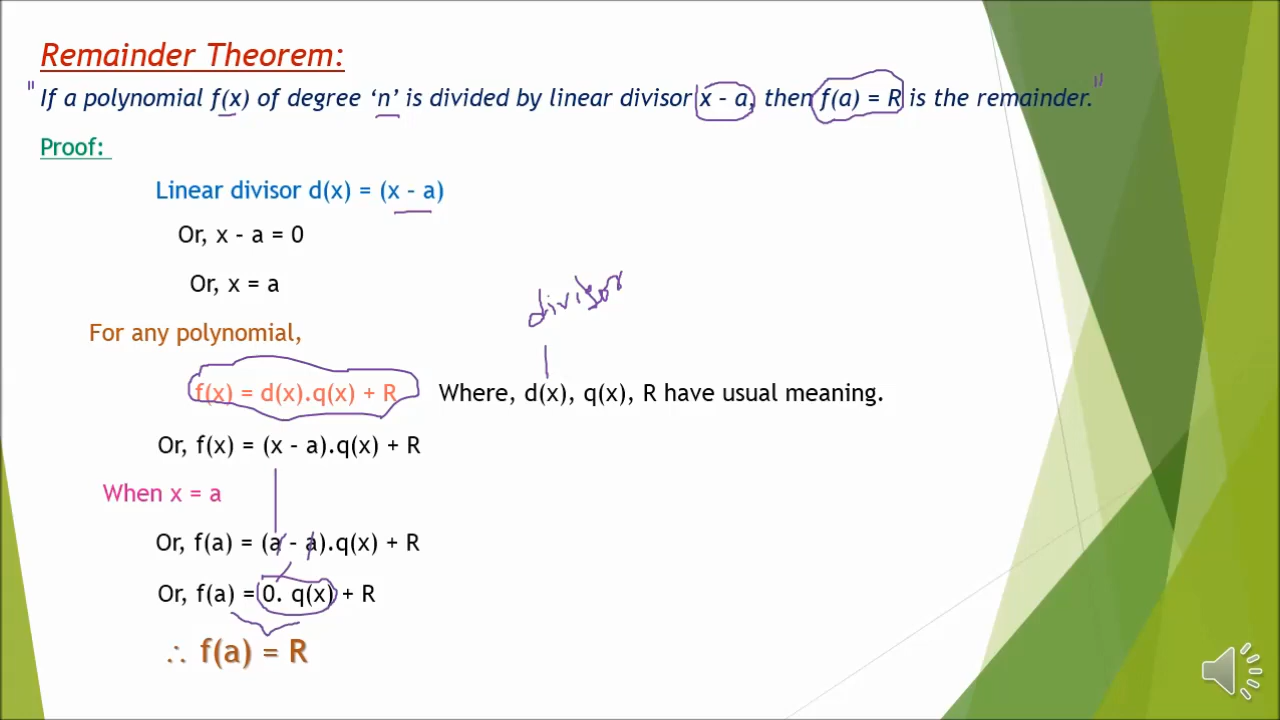 Remainder Theorem:
" If a polynomial f(x) of degree ‘n’ is divided by linear divisor x – a, then f(a) = R is the remainder. "
Proof:
Linear divisor d(x) = (x – a)
Or, x – a = 0
Or, x = a
divisor
For any polynomial,
f(x) = d(x).q(x) + R Where, d(x), q(x), R have usual meaning.
Or, f(x) = (x – a).q(x) + R
When x = a
Or, f(a) = (a – a).q(x) + R
Or, f(a) = 0. q(x) + R
∴ f(a) = R